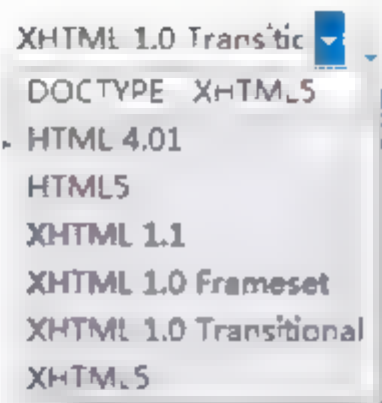 XHTML 1.0 Transitic
DOCTYPE XHTML5
HTML 4.01
HTML5
XHTML 1.1
XHTML 1.0 Frameset
XHTML 1.0 Transitional
XHTML5